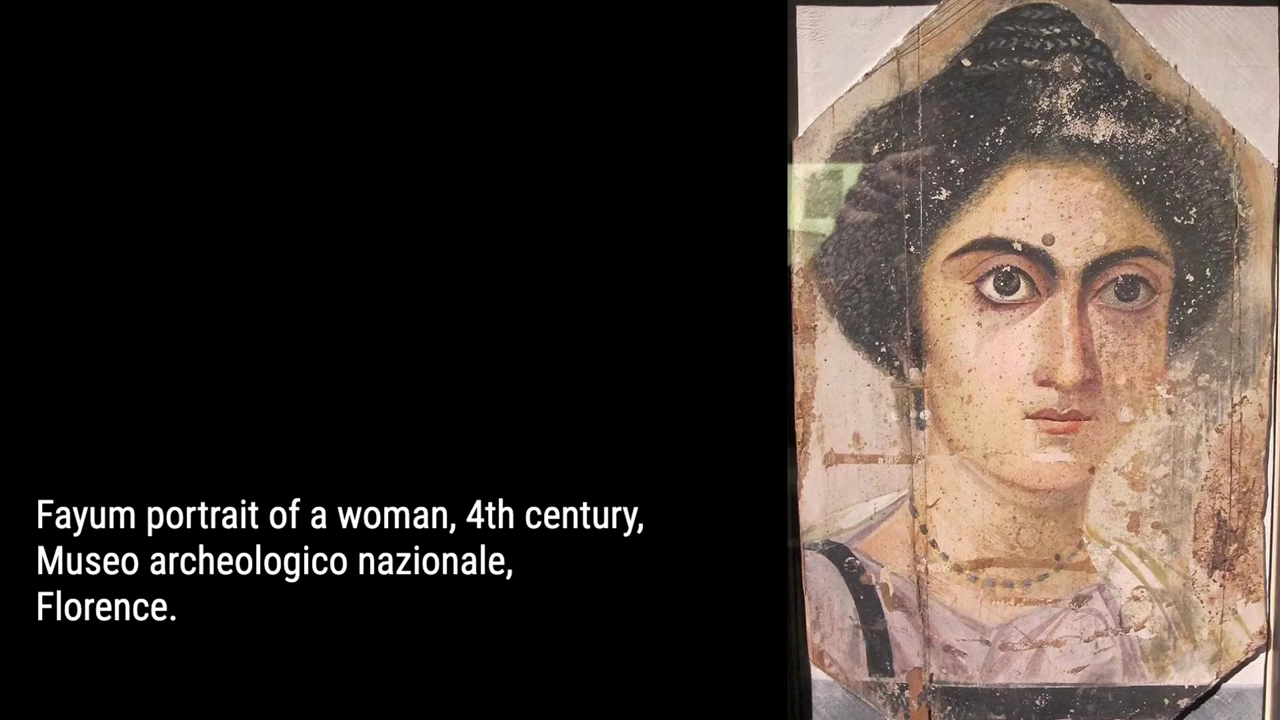 Fayum portrait of a woman, 4th century,
Museo archeologico nazionale,
Florence.